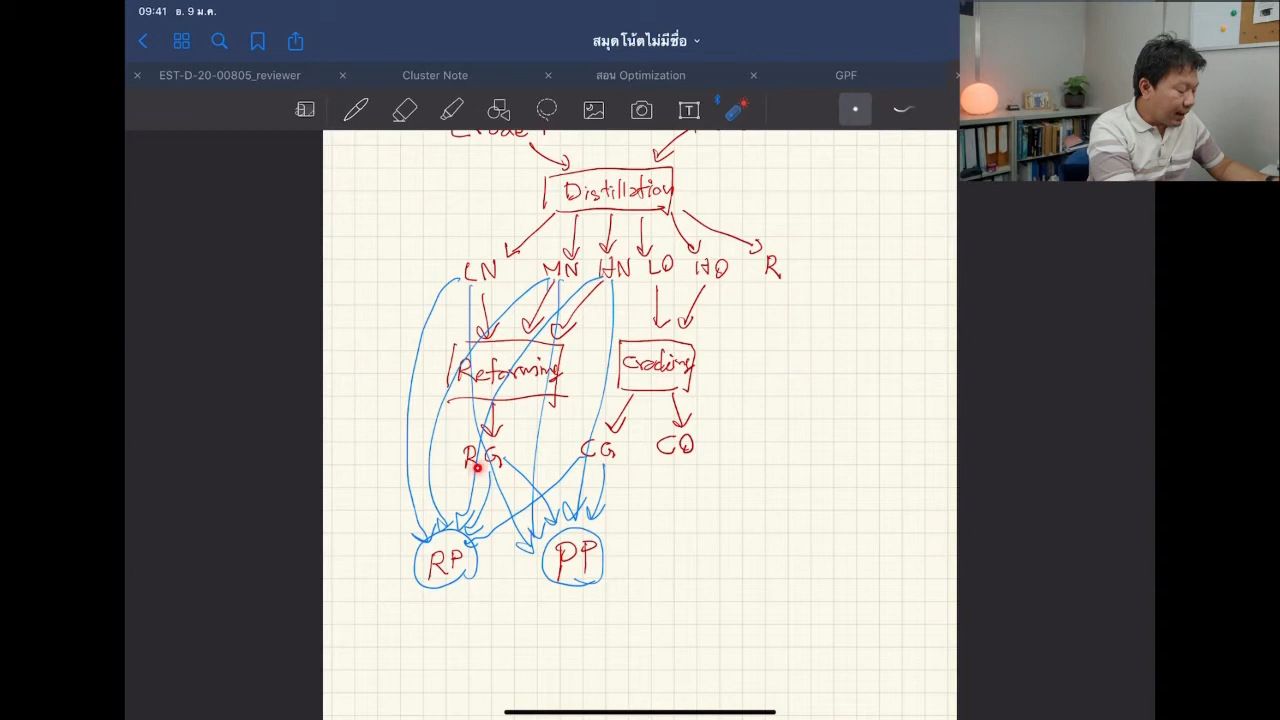 09:41 อ. 9 ม.ค.
สมุดโน้ตไม่มีชื่อ
EST-D-20-00805_reviewer
Cluster Note
สอน Optimization
GPF
Crude 1
Distillation
LN MN HN LO HO R
Reforming Cracking
RG CG CO
RP PP